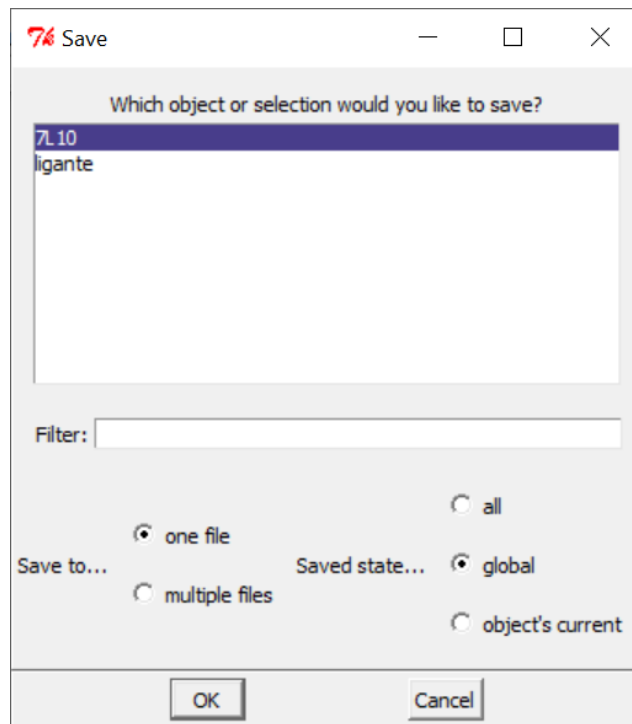 Save
Which object or selection would you like to save?
7L10
ligante
Filter:
all
one file
Save to...
Saved state...
global
multiple files
object's current
OK
Cancel